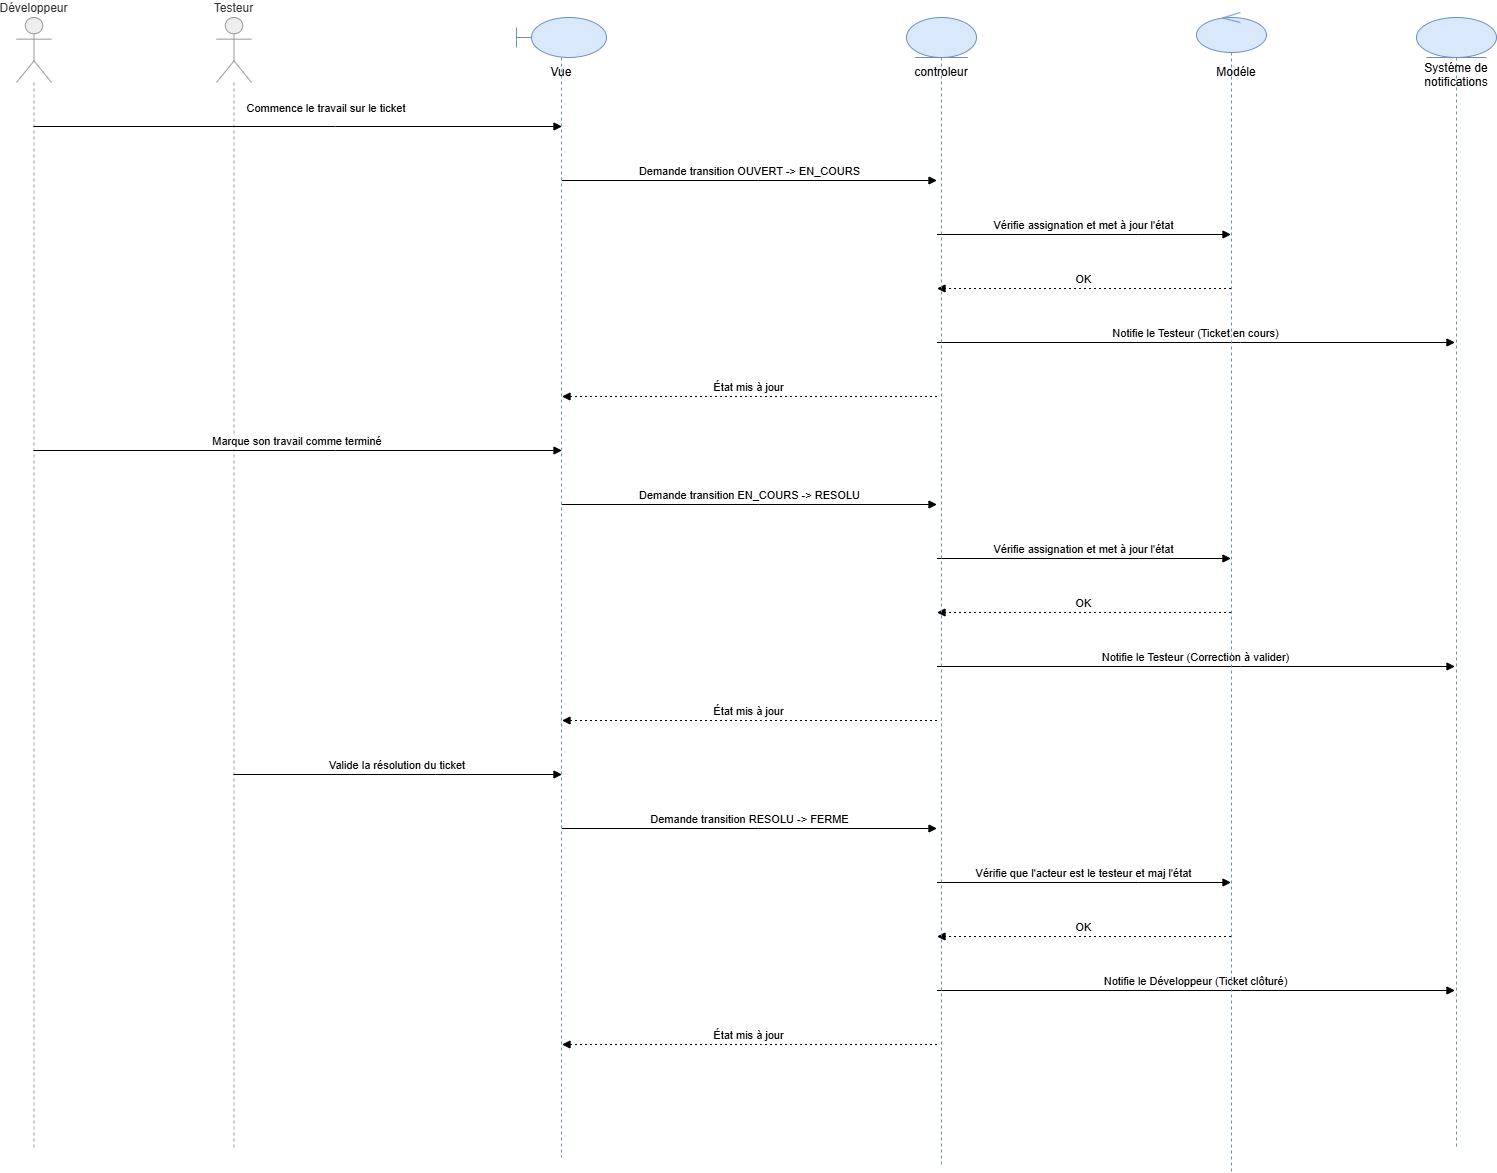 Développeur
Testeur
Vue
controleur
Modéle
Systéme de
notifications
Commence le travail sur le ticket
Demande transition OUVERT -> EN_COURS
Vérifie assignation et met à jour l'état
OK
Notifie le Testeur (Ticket en cours)
État mis à jour
Marque son travail comme terminé
Demande transition EN_COURS -> RESOLU
Vérifie assignation et met à jour l'état
OK
Notifie le Testeur (Correction à valider)
État mis à jour
Valide la résolution du ticket
Demande transition RESOLU -> FERME
Vérifie que l'acteur est le testeur et maj l'état
OK
Notifie le Développeur (Ticket clôturé)
État mis à jour